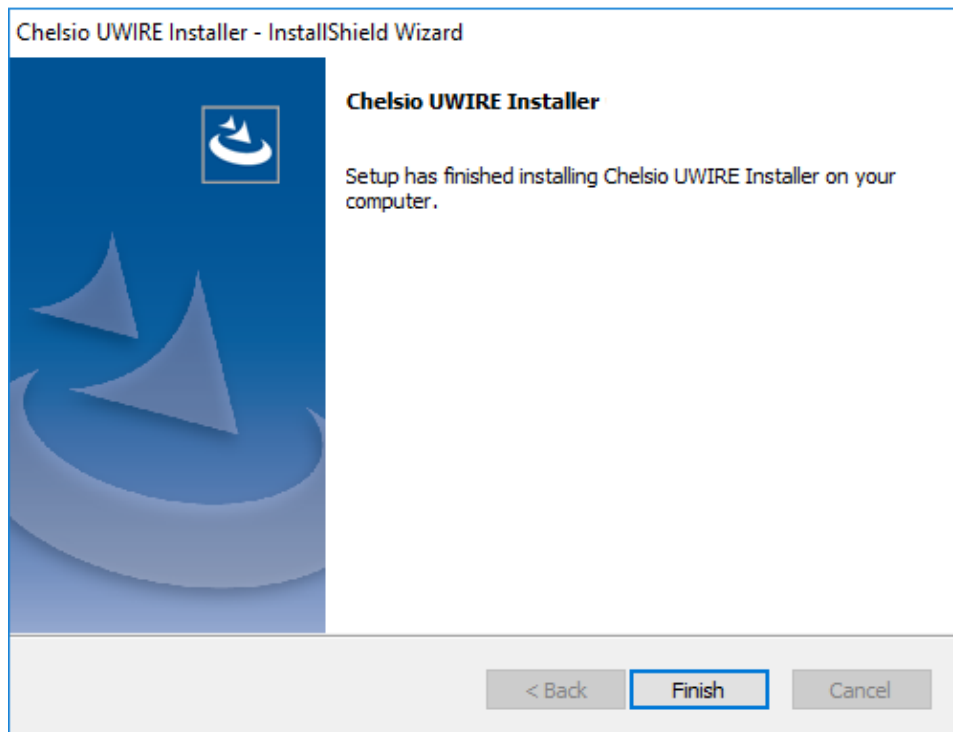 Chelsio UWIRE Installer - InstallShield Wizard
Chelsio UWIRE Installer
Setup has finished installing Chelsio UWIRE Installer on your
computer.
< Back Finish Cancel